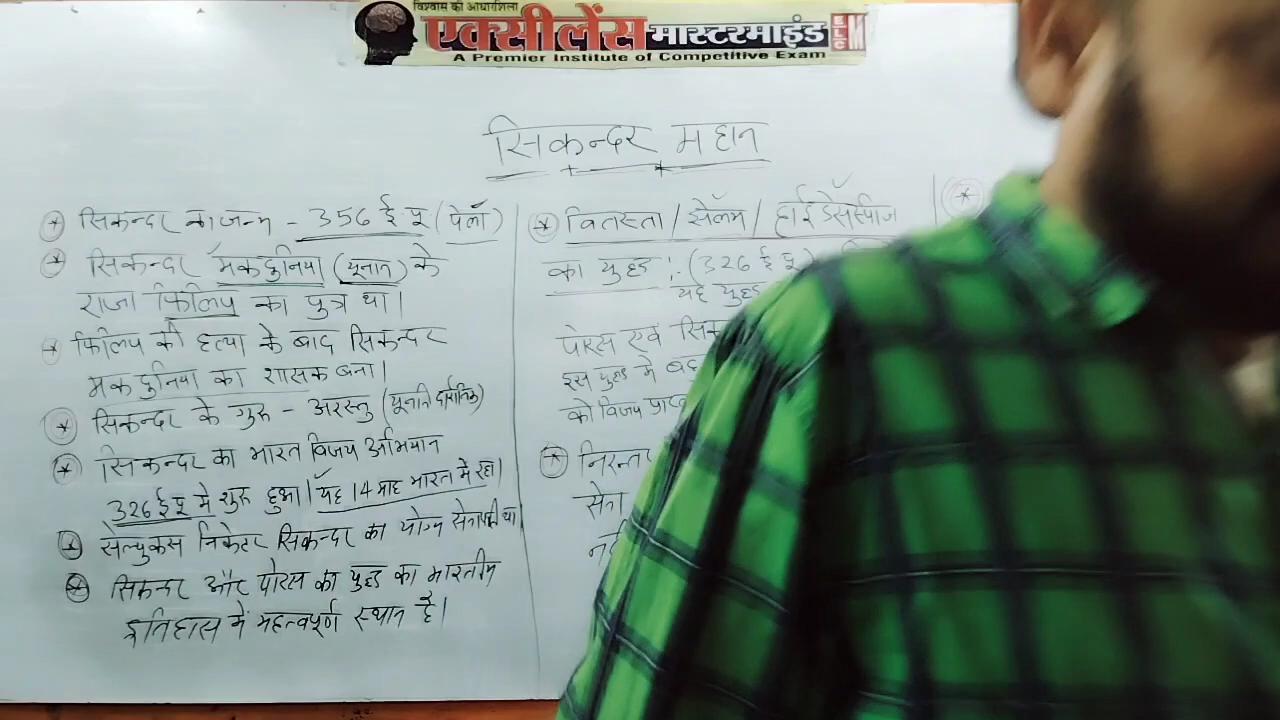 विश्वास की आधारशिला
एक्सीलेंस मास्टरमाइंड ELC M
A Premier Institute of Competitive Exam
सिकन्दर महान
सिकन्दर का जन्म - 356 ई.पू (पेला)
सिकन्दर मकदुनिया (यूनान) के
राजा फिलिप का पुत्र था।
फिलिप की हत्या के बाद सिकन्दर
मकदुनिया का शासक बना।
सिकन्दर के गुरु - अरस्तु (यूनानी दार्शनिक)
सिकन्दर का भारत विजय अभियान
326 ई पू में शुरू हुआ। यह 14 माह भारत में रहा।
सेल्युकस निकेटर सिकन्दर का योग्य सेनापति था
सिकन्दर और पोरस का युद्ध का भारतीय
इतिहास में महत्वपूर्ण स्थान है।
वितस्ता / झेलम / हाईडेसस्पीज
का युद्ध :- (326 ई पू)
यह युद्ध
पोरस एवं सिक
इस युद्ध में
को विजय
सेना